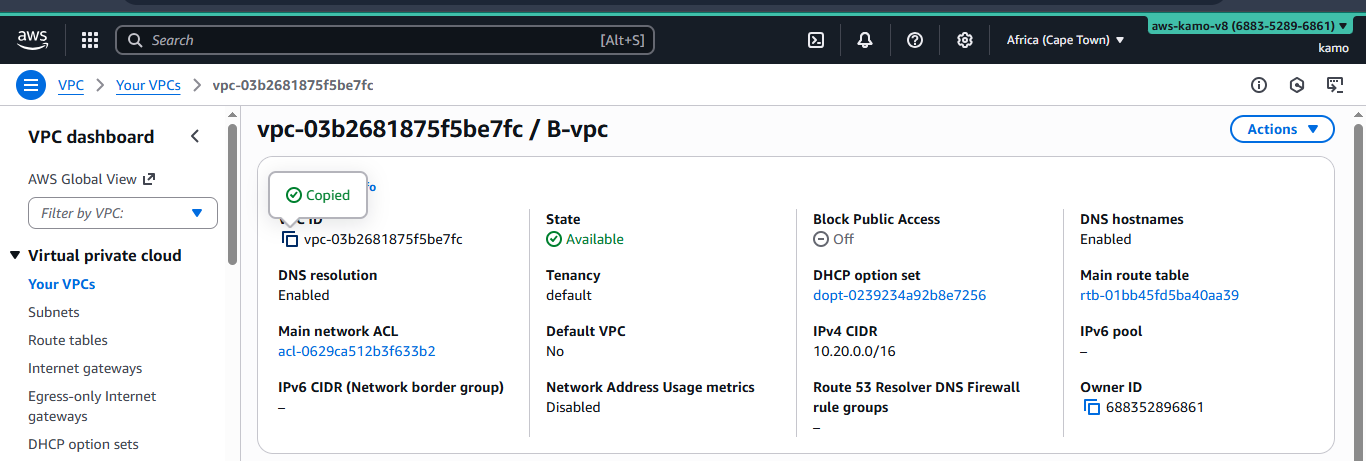 aws
Search
[Alt+S]
Africa (Cape Town)
aws-kamo-v8 (6883-5289-6861)
kamo
VPC
Your VPCs
vpc-03b2681875f5be7fc
VPC dashboard
AWS Global View
Filter by VPC:
Virtual private cloud
Your VPCs
Subnets
Route tables
Internet gateways
Egress-only Internet
gateways
DHCP option sets
vpc-03b2681875f5be7fc / B-vpc
Actions
Copied
VPC ID
vpc-03b2681875f5be7fc
State
Available
Block Public Access
Off
DNS hostnames
Enabled
DNS resolution
Enabled
Tenancy
default
DHCP option set
dopt-0239234a92b8e7256
Main route table
rtb-01bb45fd5ba40aa39
Main network ACL
acl-0629ca512b3f633b2
Default VPC
No
IPv4 CIDR
10.20.0.0/16
IPv6 pool
–
IPv6 CIDR (Network border group)
–
Network Address Usage metrics
Disabled
Route 53 Resolver DNS Firewall
rule groups
–
Owner ID
688352896861